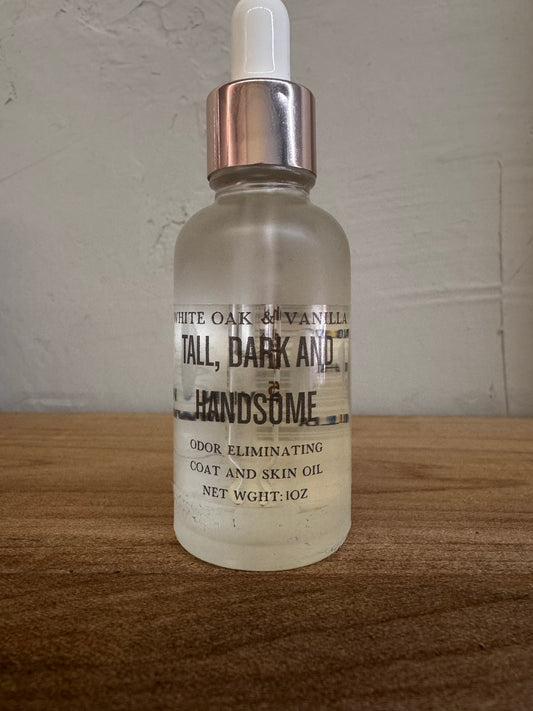 WHITE OAK & VANILLA
TALL, DARK AND
HANDSOME
ODOR ELIMINATING
COAT AND SKIN OIL
NET WGHT:1OZ